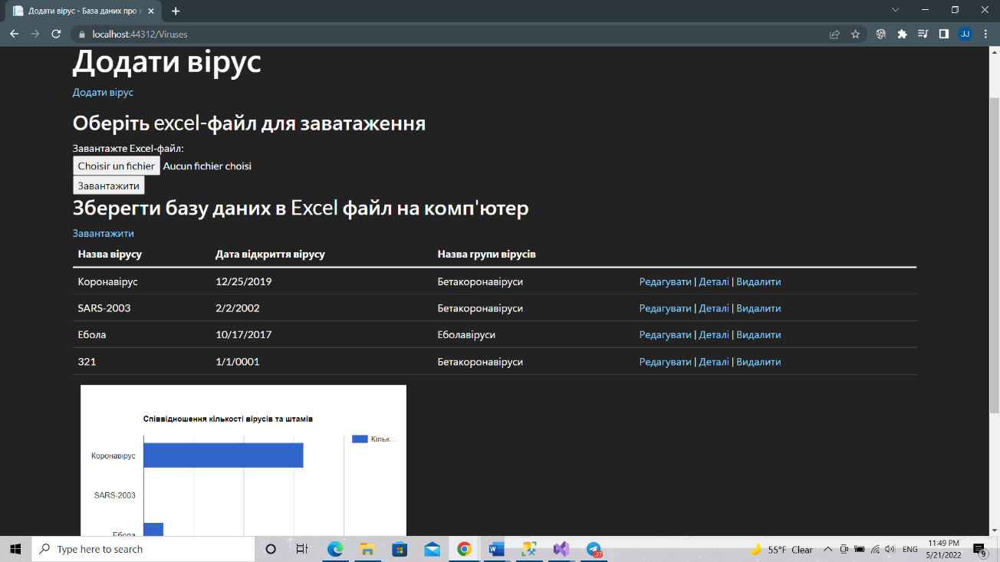 Додати вірус - База даних про в
localhost:44312/Viruses
JJ
Додати вірус
Додати вірус
Оберіть excel-файл для заватаження
Завантажте Excel-файл:
Choisir un fichier Aucun fichier choisi
Завантажити
Зберегти базу даних в Excel файл на комп'ютер
Завантажити
Назва вірусу Дата відкриття вірусу Назва групи вірусів
Коронавірус 12/25/2019 Бетакоронавіруси Редагувати | Деталі | Видалити
SARS-2003 2/2/2002 Бетакоронавіруси Редагувати | Деталі | Видалити
Ебола 10/17/2017 Еболавіруси Редагувати | Деталі | Видалити
321 1/1/0001 Бетакоронавіруси Редагувати | Деталі | Видалити
Співвідношення кількості вірусів та штамів
Кільк...
Коронавірус
SARS-2003
Ебола
Type here to search
27
55°F Clear
ENG
11:49 PM
5/21/2022
9